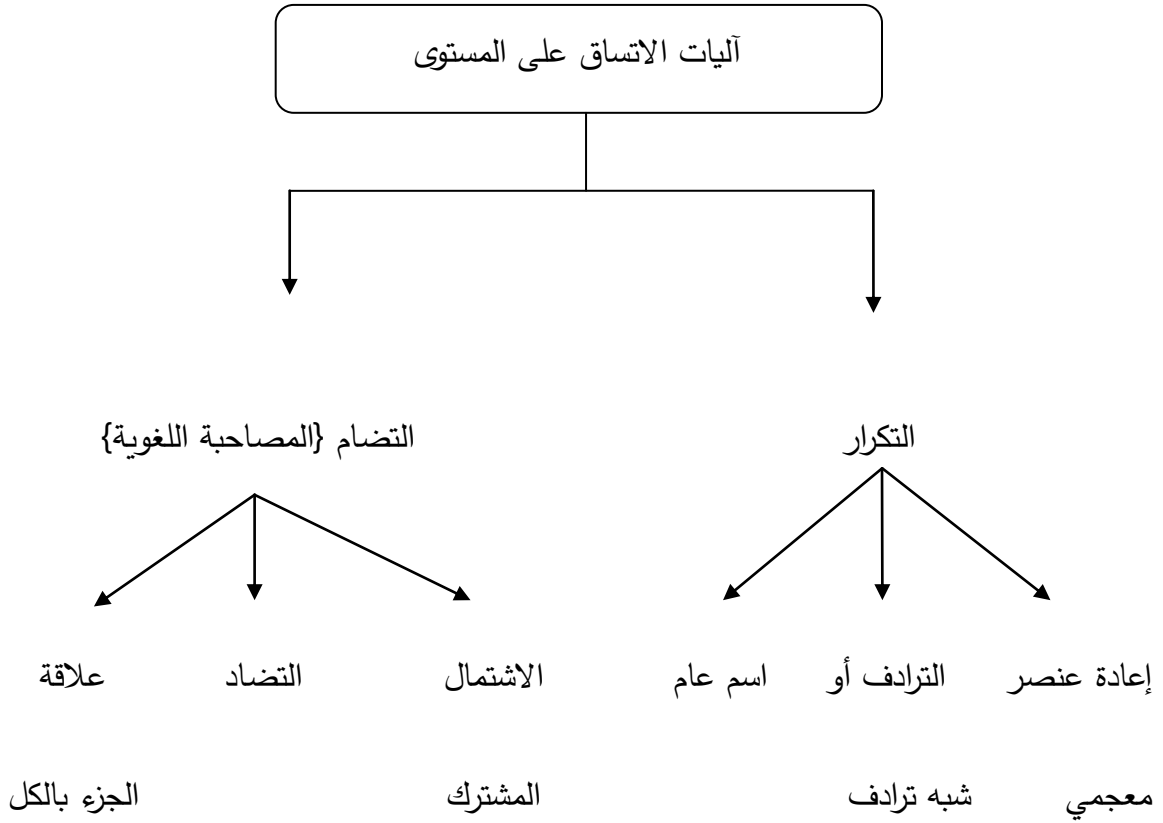 آليات الاتساق على المستوى
التكرار
التضام {المصاحبة اللغوية}
إعادة عنصر
معجمي
الترادف أو
شبه ترادف
اسم عام
الاشتمال
المشترك
التضاد
علاقة
الجزء بالكل